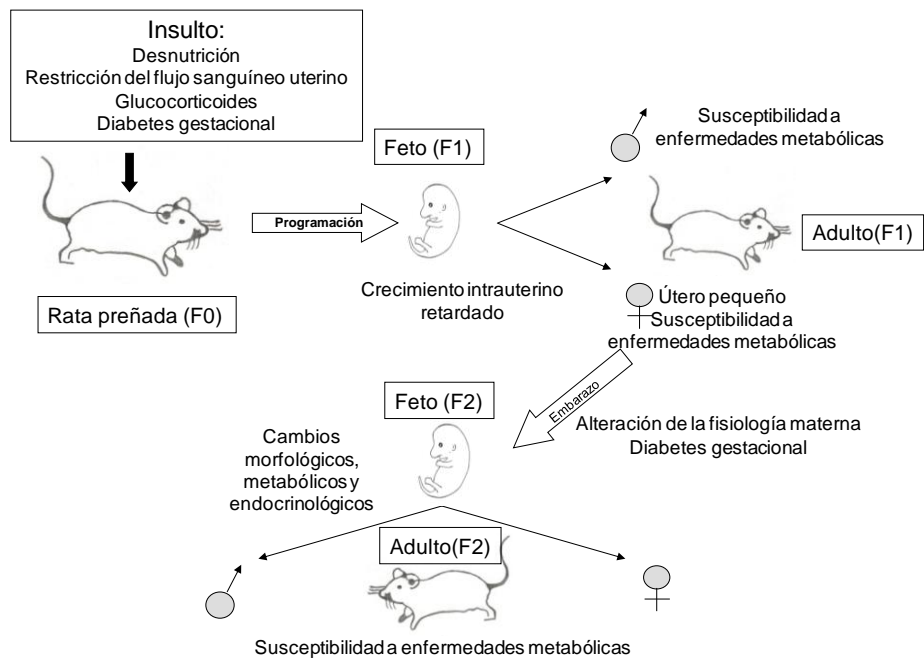 Insulto:
Desnutrición
Restricción del flujo sanguíneo uterino
Glucocorticoides
Diabetes gestacional
Rata preñada (F0)
Programación
Feto (F1)
Crecimiento intrauterino
retardado
Susceptibilidad a
enfermedades metabólicas
Adulto(F1)
Útero pequeño
Susceptibilidad a
enfermedades metabólicas
Embarazo
Alteración de la fisiología materna
Diabetes gestacional
Feto (F2)
Cambios
morfológicos,
metabólicos y
endocrinológicos
Adulto(F2)
Susceptibilidad a enfermedades metabólicas